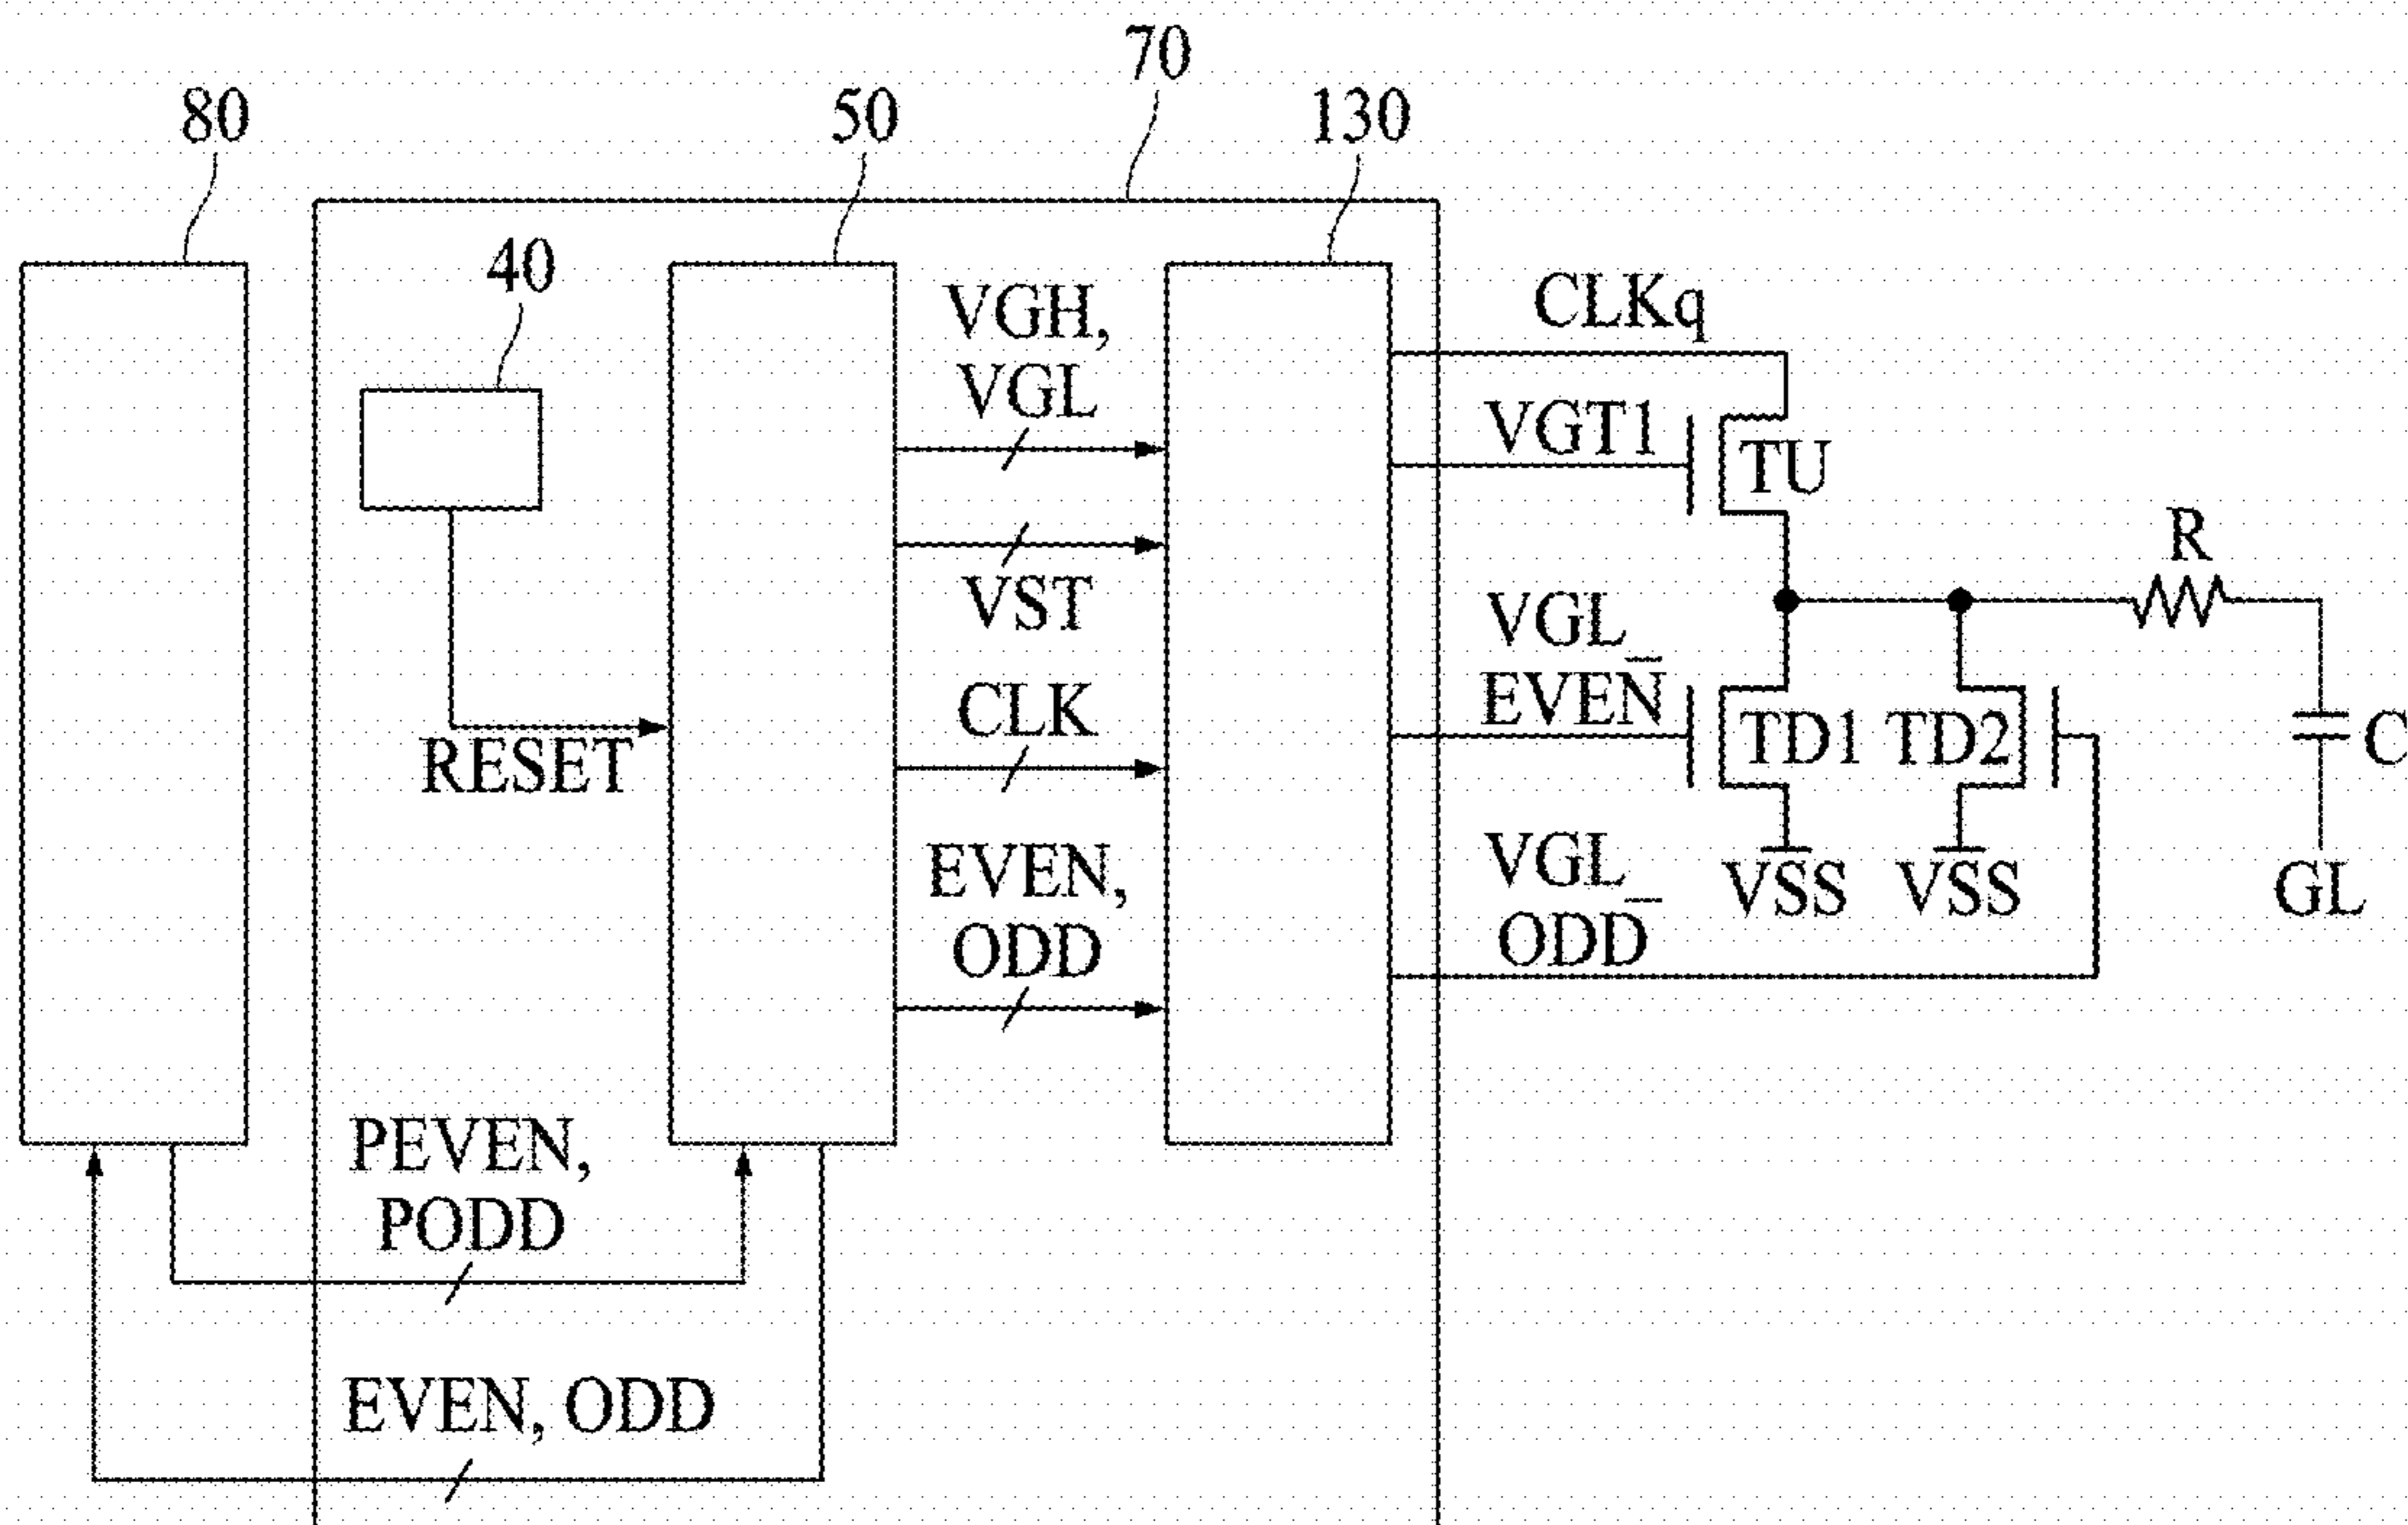 70
80
50
130
40
VGH,
VGL
CLKq
VGT1
TU
R
VST
VGL_
EVEN
RESET
CLK
TD1
TD2
C
EVEN,
ODD
VGL_
ODD
VSS
VSS
GL
PEVEN,
PODD
EVEN, ODD